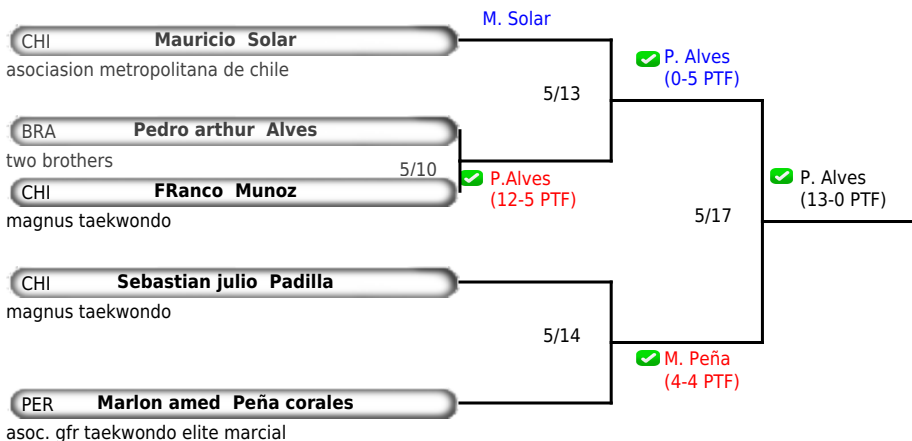 M. Solar
CHI Mauricio Solar
asociasion metropolitana de chile
P. Alves
(0-5 PTF)
5/13
BRA Pedro arthur Alves
two brothers
5/10
P.Alves
(12-5 PTF)
CHI FRanco Munoz
magnus taekwondo
P. Alves
(13-0 PTF)
5/17
CHI Sebastian julio Padilla
magnus taekwondo
5/14
M. Peña
(4-4 PTF)
PER Marlon amed Peña corales
asoc. gfr taekwondo elite marcial